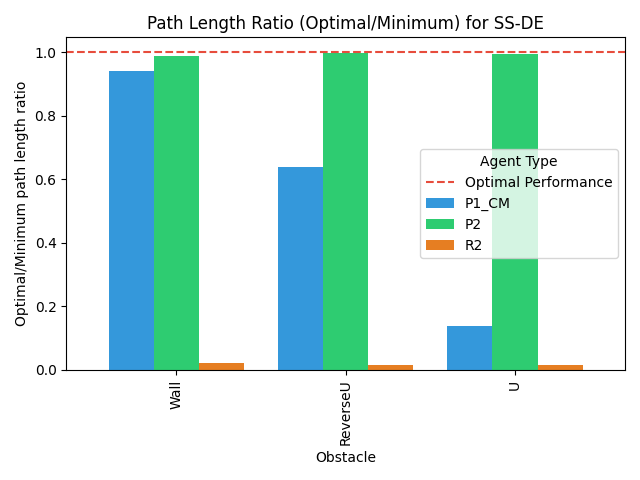 Path Length Ratio (Optimal/Minimum) for SS-DE
Optimal/Minimum path length ratio
1.0
0.8
0.6
0.4
0.2
0.0
Agent Type
Optimal Performance
P1_CM
P2
R2
Wall
ReverseU
U
Obstacle